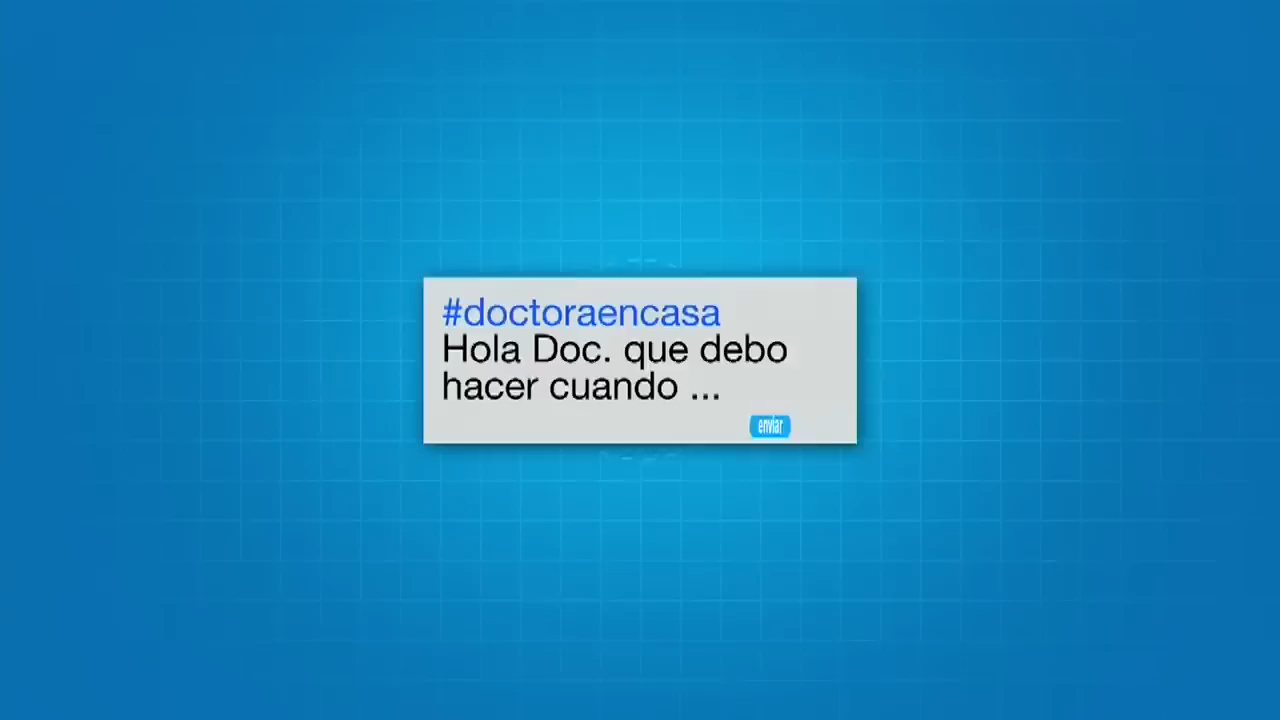 #doctoraencasa
Hola Doc. que debo
hacer cuando ...
enviar